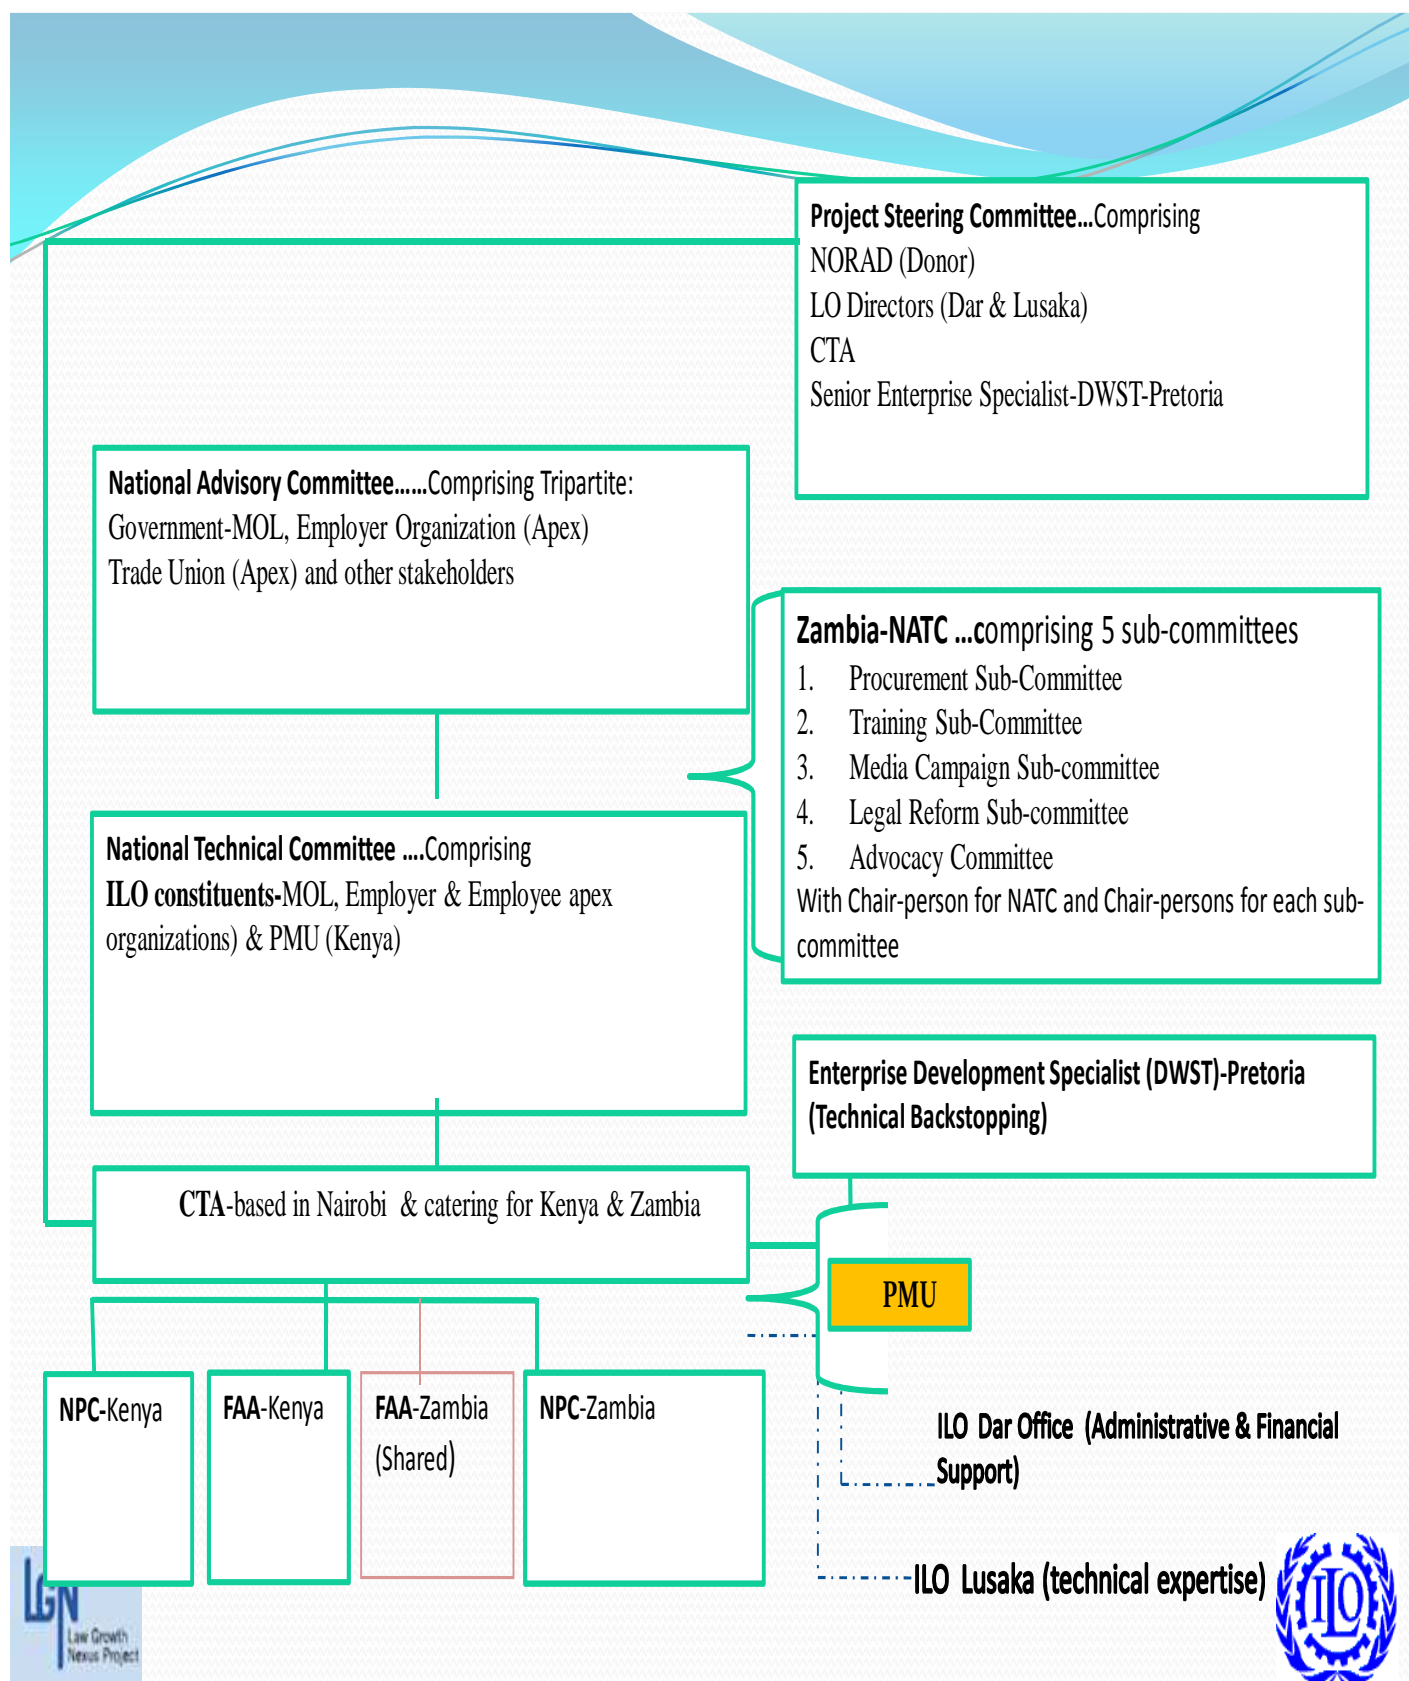 Project Steering Committee…Comprising
NORAD (Donor)
LO Directors (Dar & Lusaka)
CTA
Senior Enterprise Specialist-DWST-Pretoria
National Advisory Committee……Comprising Tripartite:
Government-MOL, Employer Organization (Apex)
Trade Union (Apex) and other stakeholders
Zambia-NATC …comprising 5 sub-committees
1. Procurement Sub-Committee
2. Training Sub-Committee
3. Media Campaign Sub-committee
4. Legal Reform Sub-committee
5. Advocacy Committee
With Chair-person for NATC and Chair-persons for each sub-
committee
National Technical Committee ….Comprising
ILO constituents-MOL, Employer & Employee apex
organizations) & PMU (Kenya)
Enterprise Development Specialist (DWST)-Pretoria
(Technical Backstopping)
CTA-based in Nairobi & catering for Kenya & Zambia
PMU
NPC-Kenya
FAA-Kenya
FAA-Zambia
(Shared)
NPC-Zambia
ILO Dar Office (Administrative & Financial
Support)
ILO Lusaka (technical expertise)
LGN
Law Growth
Nexus Project
ILO